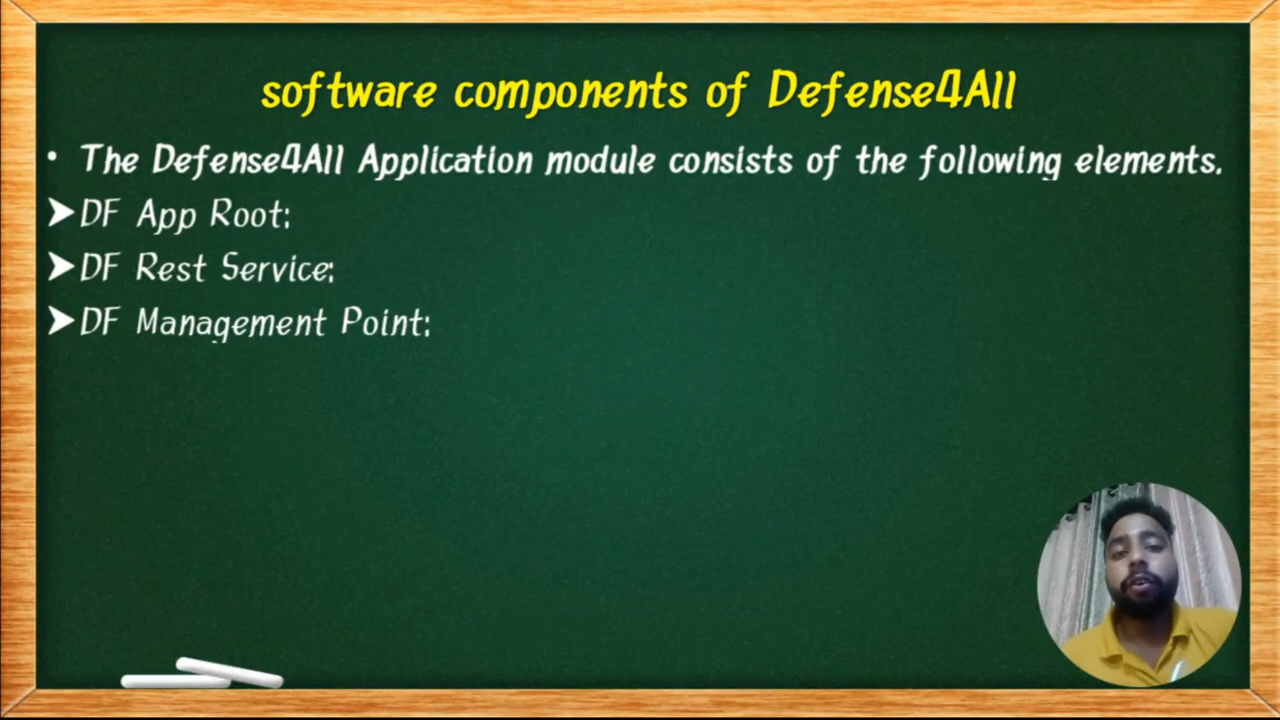 software components of Defense4All
• The Defense4All Application module consists of the following elements.
➤DF App Root:
➤DF Rest Service:
➤DF Management Point: